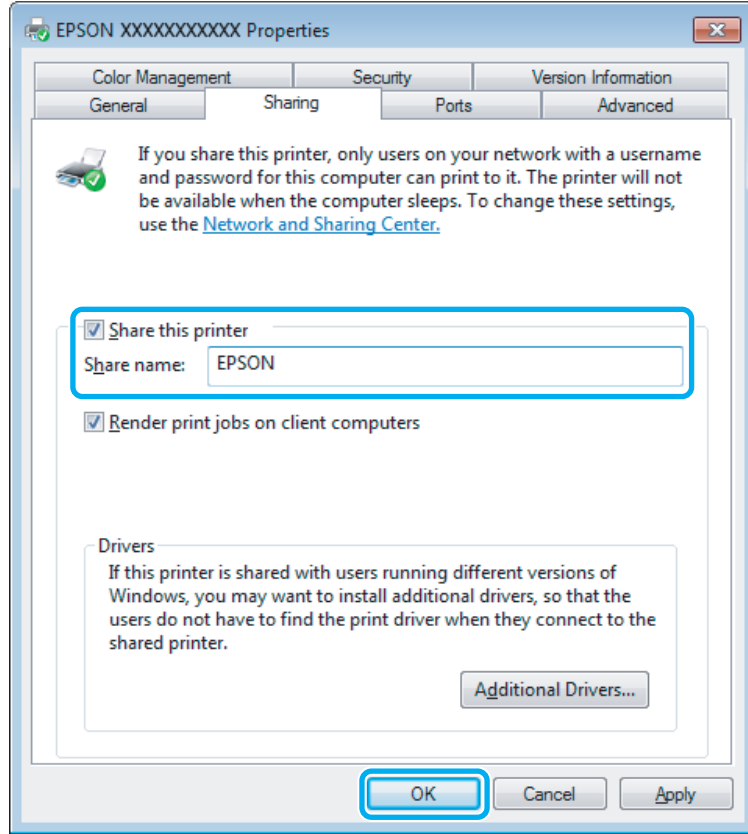 EPSON XXXXXXXXXXX Properties
Color Management Security Version Information
General Sharing Ports Advanced
If you share this printer, only users on your network with a username
and password for this computer can print to it. The printer will not
be available when the computer sleeps. To change these settings,
use the Network and Sharing Center.
Share this printer
Share name: EPSON
Render print jobs on client computers
Drivers
If this printer is shared with users running different versions of
Windows, you may want to install additional drivers, so that the
users do not have to find the print driver when they connect to the
shared printer.
Additional Drivers...
OK Cancel Apply